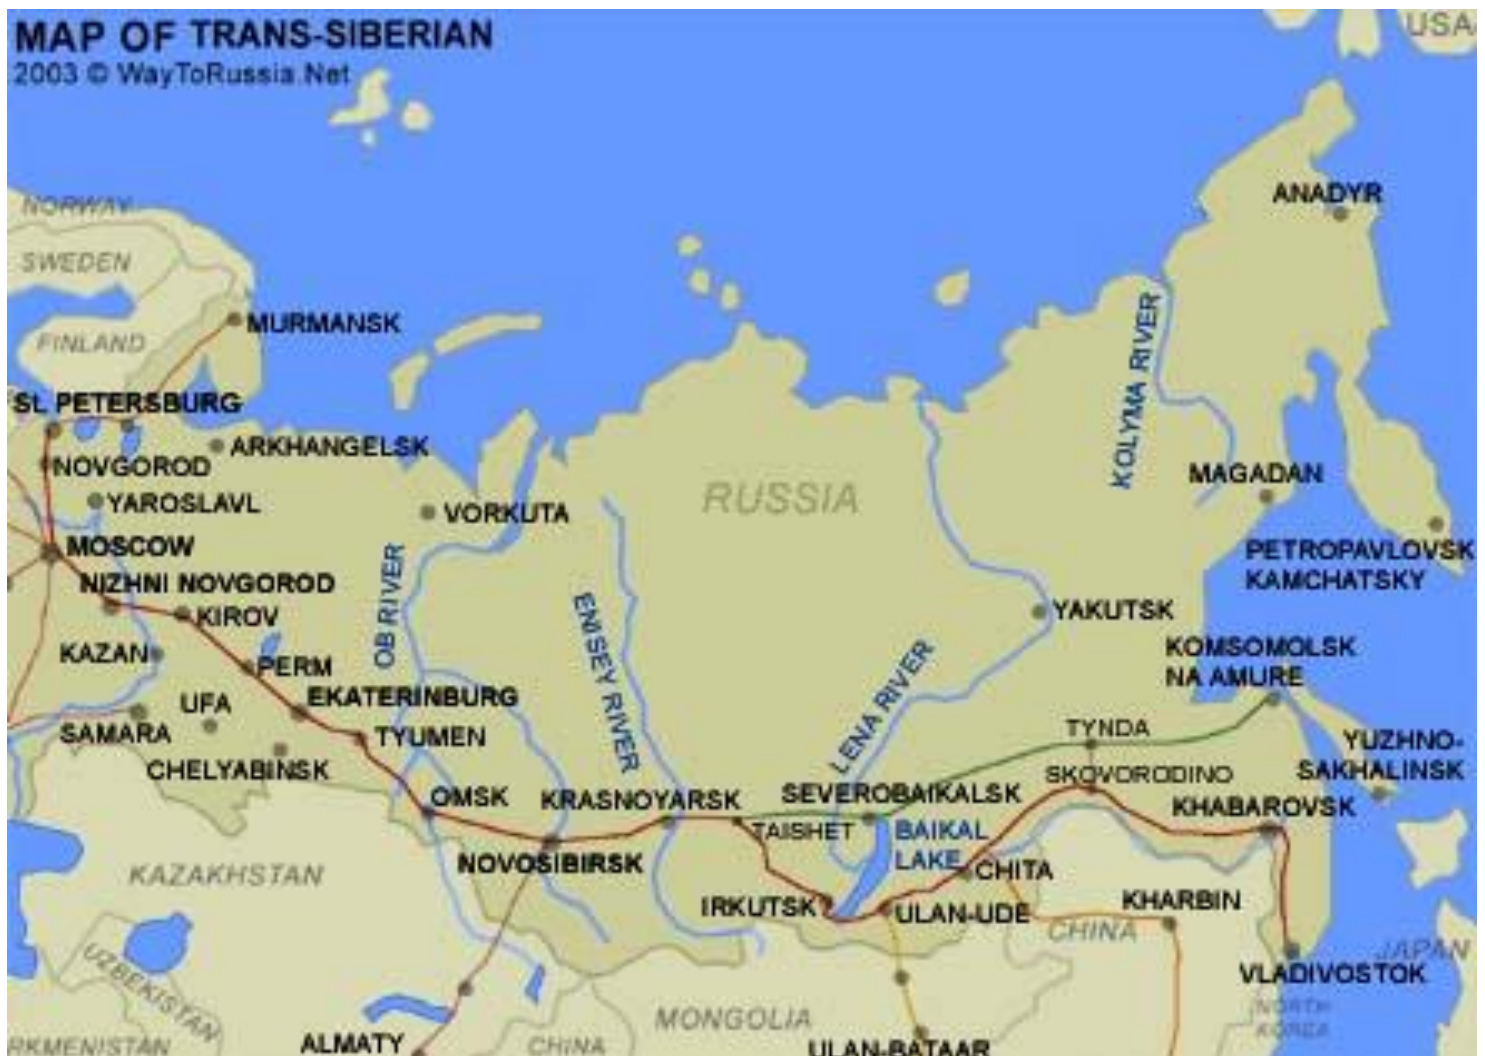 MAP OF TRANS-SIBERIAN
2003 © WayToRussia.Net
USA
ANADYR
NORWAY
SWEDEN
FINLAND
MURMANSK
KOLYMA RIVER
SL PETERSBURG
ARKHANGELSK
NOVGOROD
YAROSLAVL
VORKUTA
RUSSIA
MAGADAN
MOSCOW
PETROPAVLOVSK
KAMCHATSKY
NIZHNI NOVGOROD
KIROV
OB RIVER
ENISEY RIVER
YAKUTSK
KAZAN
PERM
LENA RIVER
KOMSOMOLSK
NA AMURE
UFA
EKATERINBURG
SAMARA
TYUMEN
TYNDA
YUZHNO-
SAKHALINSK
CHELYABINSK
SKOVORODINO
OMSK
KRASNOYARSK
SEVEROBAIKALSK
KHABAROVSK
TAISHET
BAIKAL
LAKE
NOVOSIBIRSK
CHITA
KAZAKHSTAN
IRKUTSK
ULAN-UDE
KHARBIN
CHINA
JAPAN
VLADIVOSTOK
UZBEKISTAN
NORTH
KOREA
MONGOLIA
RKMENISTAN
ALMATY
CHINA
ULAN-BATAAR